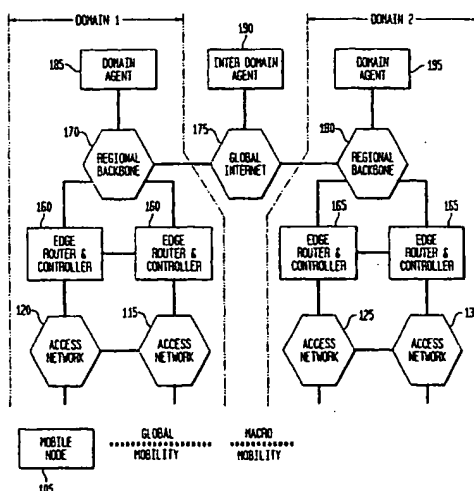 DOMAIN 1
DOMAIN 2
185
190
195
DOMAIN
AGENT
INTER DOMAIN
AGENT
DOMAIN
AGENT
170
175
180
REGIONAL
BACKBONE
GLOBAL
INTERNET
REGIONAL
BACKBONE
160
160
165
165
EDGE
ROUTER &
CONTROLLER
EDGE
ROUTER &
CONTROLLER
EDGE
ROUTER &
CONTROLLER
EDGE
ROUTER &
CONTROLLER
120
115
125
ACCESS
NETWORK
ACCESS
NETWORK
ACCESS
NETWORK
ACCESS
NETWORK
MOBILE
NODE
105
GLOBAL
MOBILITY
MACRO
MOBILITY